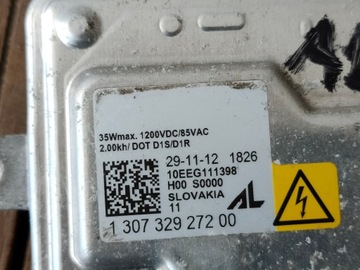 35Wmax. 1200VDC/85VAC
2.00kh/ DOT D1S/D1R
29-11-12 1826
10EEG111398
H00 S0000
SLOVAKIA
11
AL
1 307 329 272 00